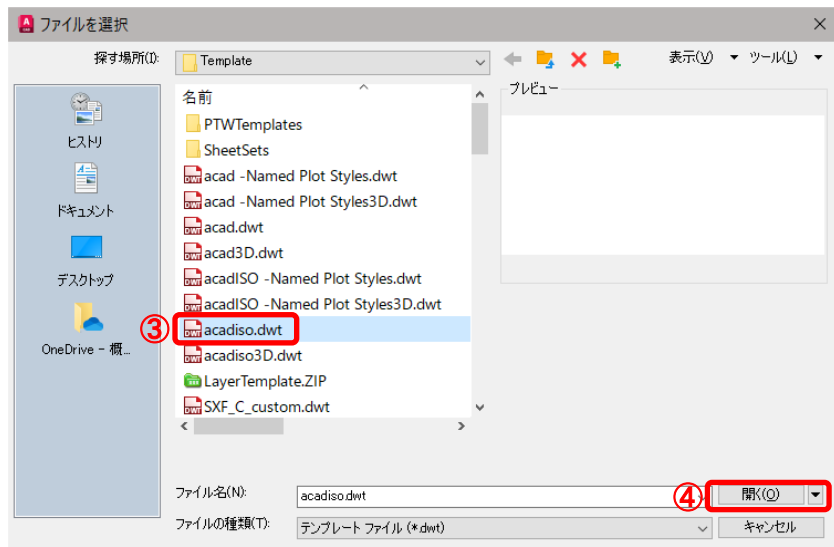 ファイルを選択
探す場所(I):
Template
表示(V)
ツール(L)
ヒストリ
ドキュメント
デスクトップ
OneDrive - 概...
名前
PTWTemplates
SheetSets
acad -Named Plot Styles.dwt
acad -Named Plot Styles3D.dwt
acad.dwt
acad3D.dwt
acadISO -Named Plot Styles.dwt
acadISO -Named Plot Styles3D.dwt
③ acadiso.dwt
acadiso3D.dwt
LayerTemplate.ZIP
SXF_C_custom.dwt
プレビュー
ファイル名(N):
acadiso.dwt
④ 開く(O)
ファイルの種類(T):
テンプレート ファイル (*.dwt)
キャンセル